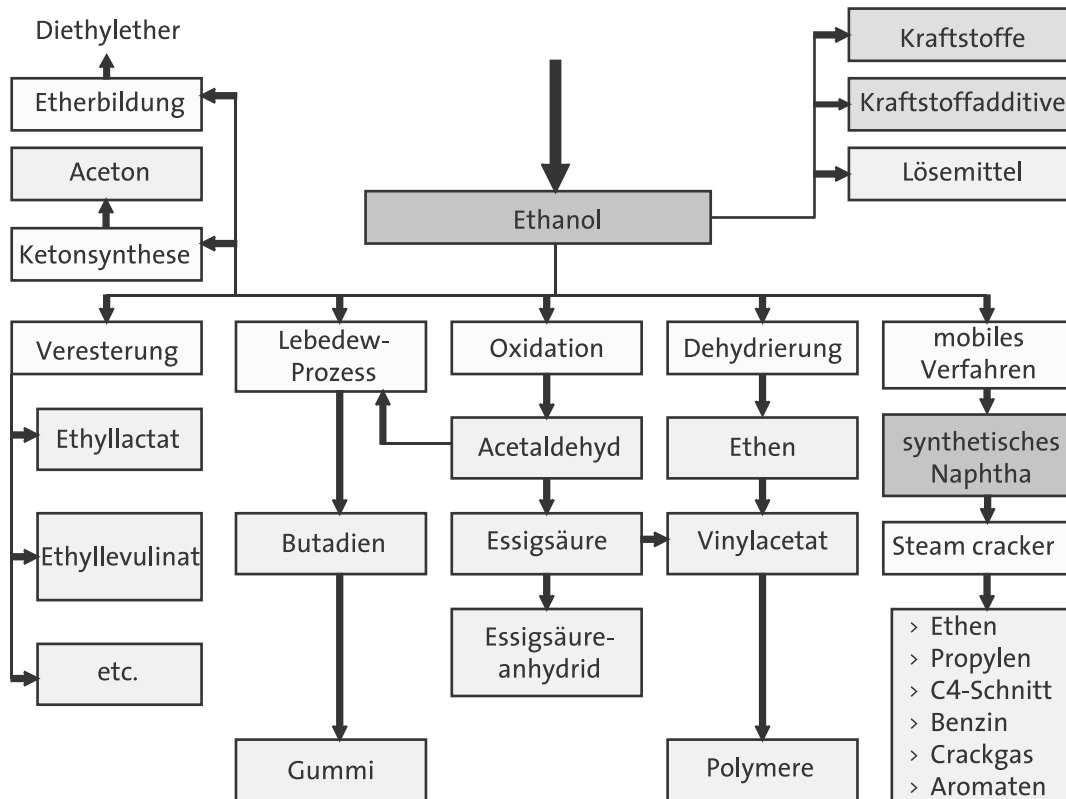 Diethylether
Etherbildung
Aceton
Ketonsynthese
Kraftstoffe
Kraftstoffadditive
Lösemittel
Ethanol
Veresterung
Ethyllactat
Ethyllevulinat
etc.
Lebedew-
Prozess
Butadien
Gummi
Oxidation
Acetaldehyd
Essigsäure
Essigsäure-
anhydrid
Dehydrierung
Ethen
Vinylacetat
Polymere
mobiles
Verfahren
synthetisches
Naphtha
Steam cracker
› Ethen
› Propylen
› C4-Schnitt
› Benzin
› Crackgas
› Aromaten